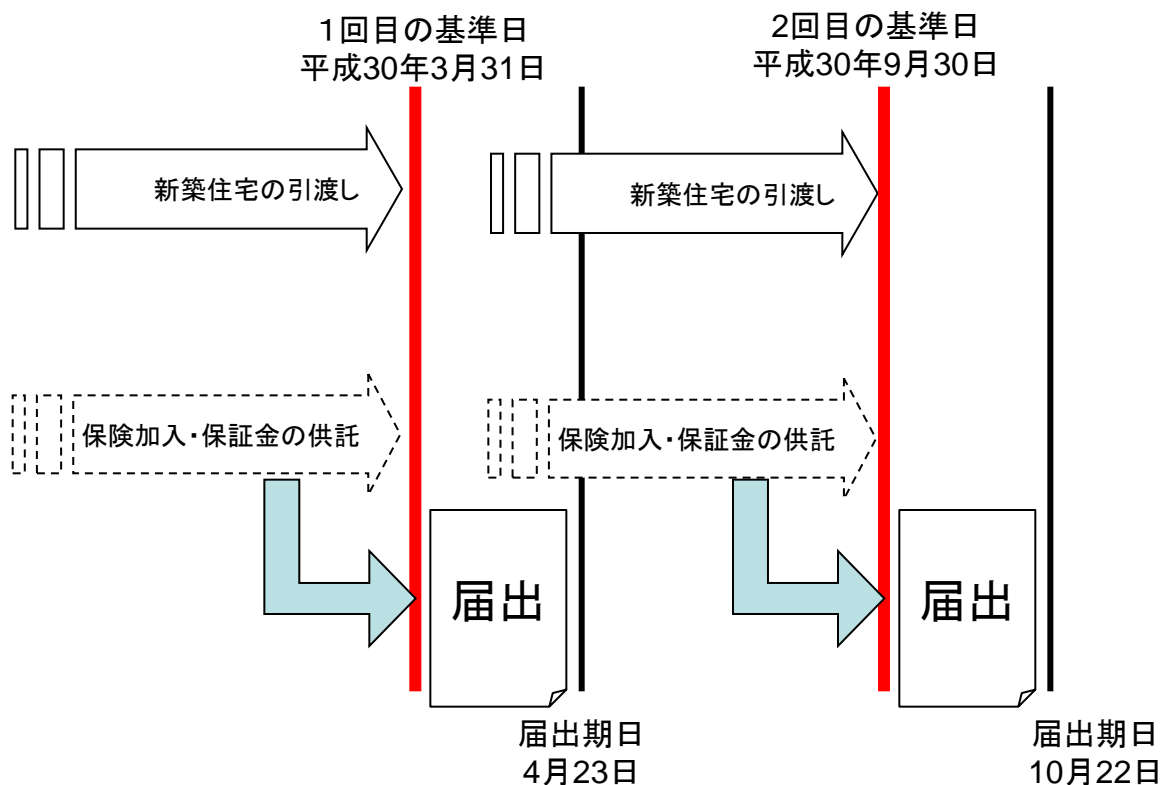 １回目の基準日
平成30年3月31日
2回目の基準日
平成30年9月30日
新築住宅の引渡し
新築住宅の引渡し
保険加入・保証金の供託
保険加入・保証金の供託
届出
届出
届出期日
4月23日
届出期日
10月22日